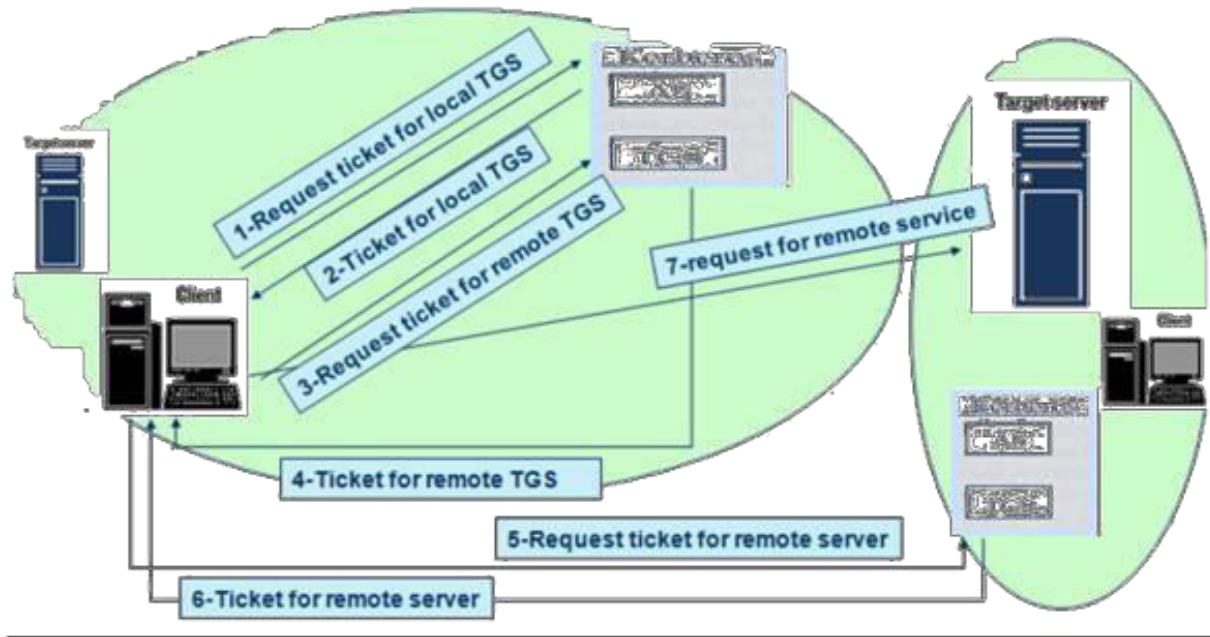 Target server
Client
1-Request ticket for local TGS
2-Ticket for local TGS
3-Request ticket for remote TGS
4-Ticket for remote TGS
5-Request ticket for remote server
6-Ticket for remote server
7-request for remote service
Target server
Client